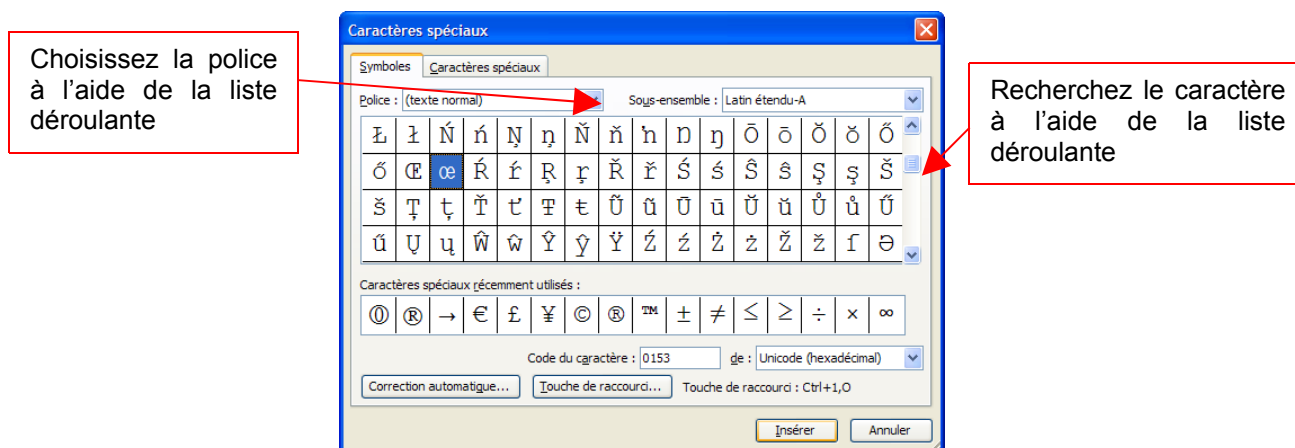 Choisissez la police
à l’aide de la liste
déroulante
Caractères spéciaux
Symboles Caractères spéciaux
Police : (texte normal) Sous-ensemble : Latin étendu-A
Ł ł Ń ń Ņ ņ Ň ň ŉ Ŋ ŋ Ō ō Ŏ ŏ Ő
ő Œ œ Ŕ ŕ Ŗ ŗ Ř ř Ś ś Ŝ ŝ Ş ş Š
š Ţ ţ Ť ť Ŧ ŧ Ũ ũ Ū ū Ŭ ŭ Ů ů Ű
ű Ų ų Ŵ ŵ Ŷ ŷ Ÿ Ź ź Ż ż Ž ž ſ Ə
Caractères spéciaux récemment utilisés :
⓪ ® → € £ ¥ © ® ™ ± ≠ ≤ ≥ ÷ × ∞
Code du caractère : 0153 de : Unicode (hexadécimal)
Correction automatique... Touche de raccourci... Touche de raccourci : Ctrl+1,O
Insérer Annuler
Recherchez le caractère
à l’aide de la liste
déroulante